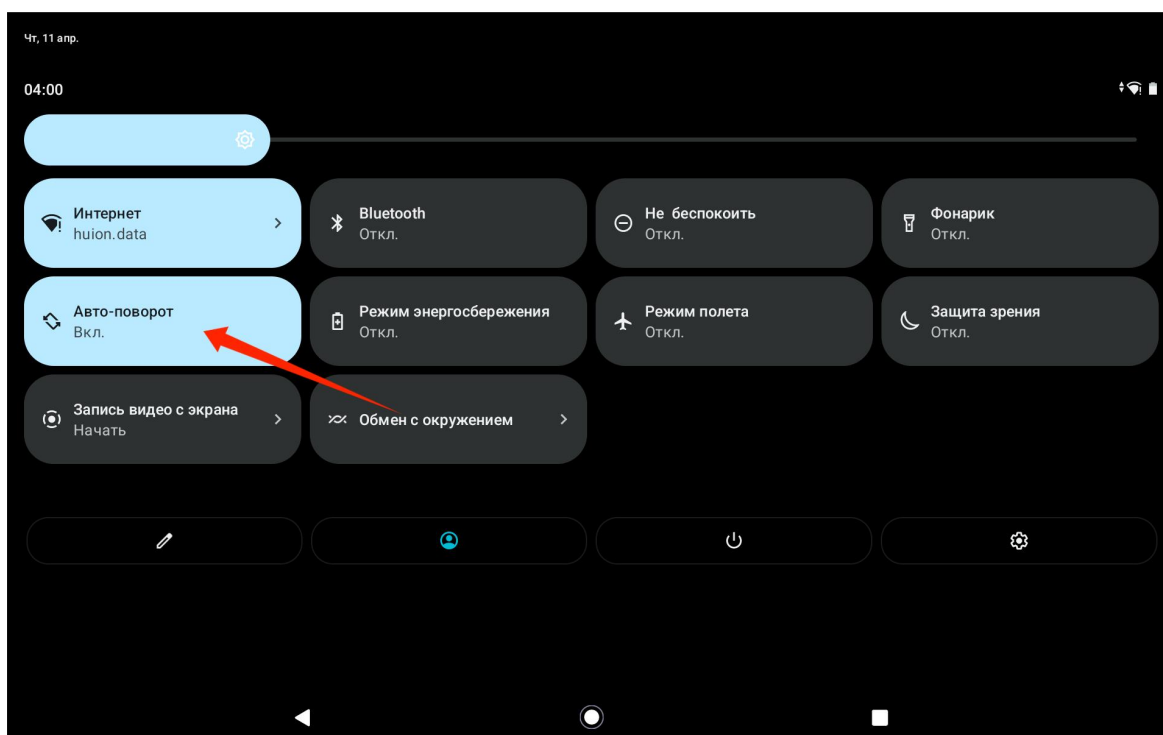 Чт, 11 апр.
04:00
Интернет
huion.data
Bluetooth
Откл.
Не беспокоить
Откл.
Фонарик
Откл.
Авто-поворот
Вкл.
Режим энергосбережения
Откл.
Режим полета
Откл.
Защита зрения
Откл.
Запись видео с экрана
Начать
Обмен с окружением